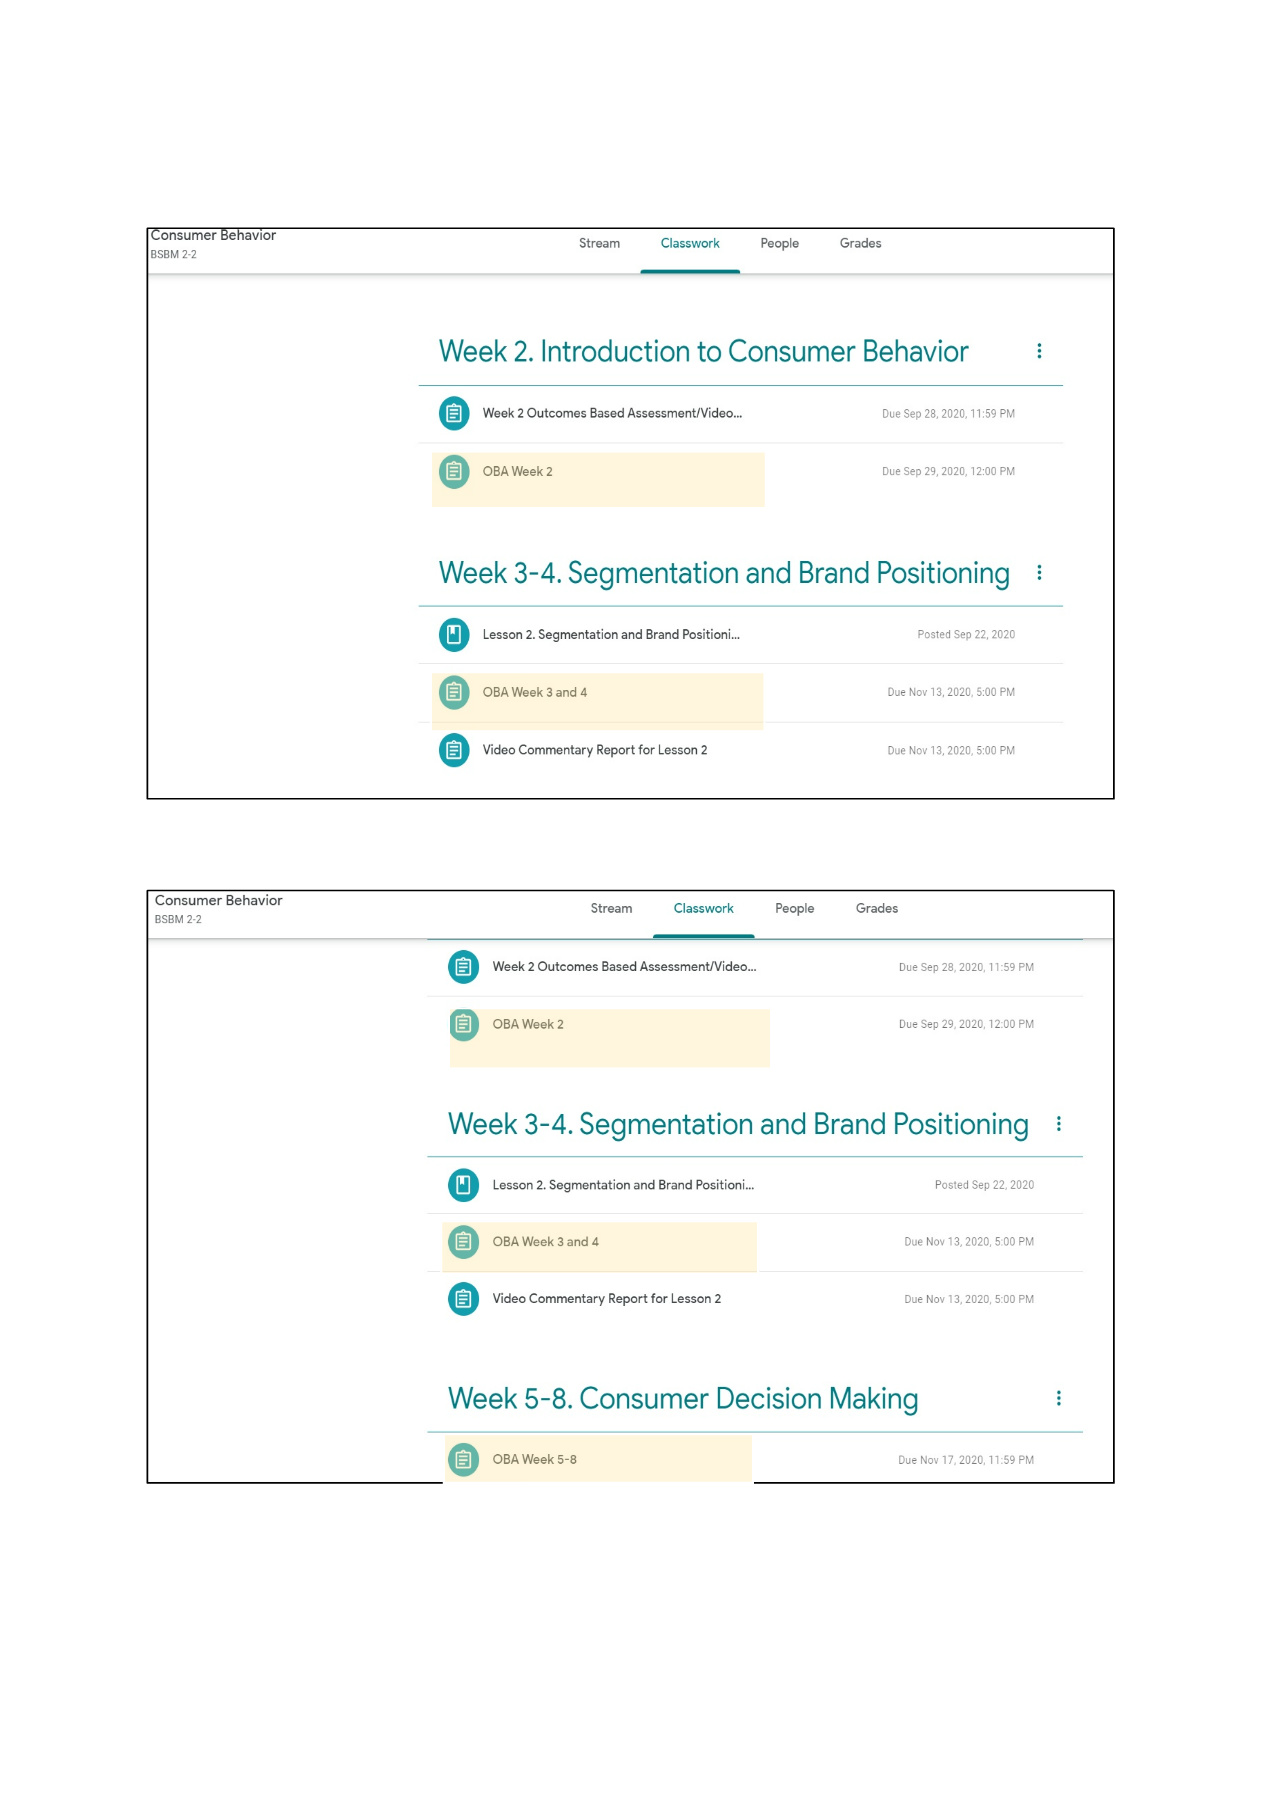 Consumer Behavior
BSBM 2-2
Stream Classwork People Grades
Week 2. Introduction to Consumer Behavior
Week 2 Outcomes Based Assessment/Video... Due Sep 28, 2020, 11:59 PM
OBA Week 2 Due Sep 29, 2020, 12:00 PM
Week 3-4. Segmentation and Brand Positioning
Lesson 2. Segmentation and Brand Positioni... Posted Sep 22, 2020
OBA Week 3 and 4 Due Nov 13, 2020, 5:00 PM
Video Commentary Report for Lesson 2 Due Nov 13, 2020, 5:00 PM
Consumer Behavior
BSBM 2-2
Stream Classwork People Grades
Week 2 Outcomes Based Assessment/Video... Due Sep 28, 2020, 11:59 PM
OBA Week 2 Due Sep 29, 2020, 12:00 PM
Week 3-4. Segmentation and Brand Positioning
Lesson 2. Segmentation and Brand Positioni... Posted Sep 22, 2020
OBA Week 3 and 4 Due Nov 13, 2020, 5:00 PM
Video Commentary Report for Lesson 2 Due Nov 13, 2020, 5:00 PM
Week 5-8. Consumer Decision Making
OBA Week 5-8 Due Nov 17, 2020, 11:59 PM